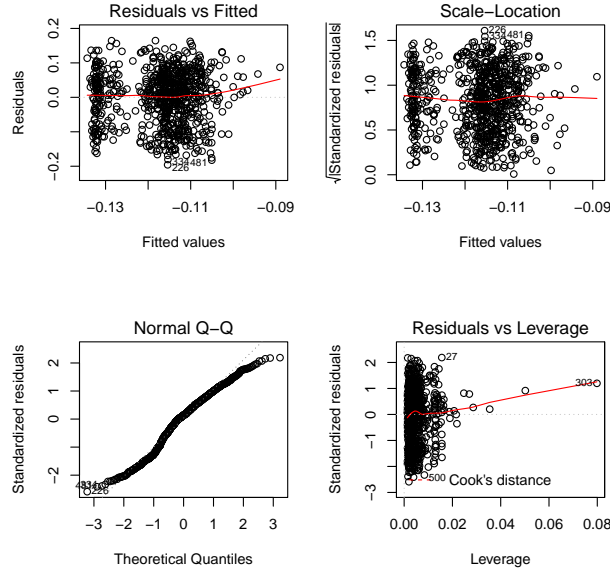 Residuals vs Fitted
Residuals
0.2
0.1
0.0
−0.2
226
334
481
−0.13
−0.11
−0.09
Fitted values
Scale−Location
√|Standardized residuals|
1.5
1.0
0.5
0.0
226
334
481
−0.13
−0.11
−0.09
Fitted values
Normal Q−Q
Standardized residuals
2
1
0
−2
226
−3 −2 −1 0 1 2 3
Theoretical Quantiles
Residuals vs Leverage
Standardized residuals
2
1
0
−1
−3
27
303
500
Cook's distance
0.00 0.02 0.04 0.06 0.08
Leverage